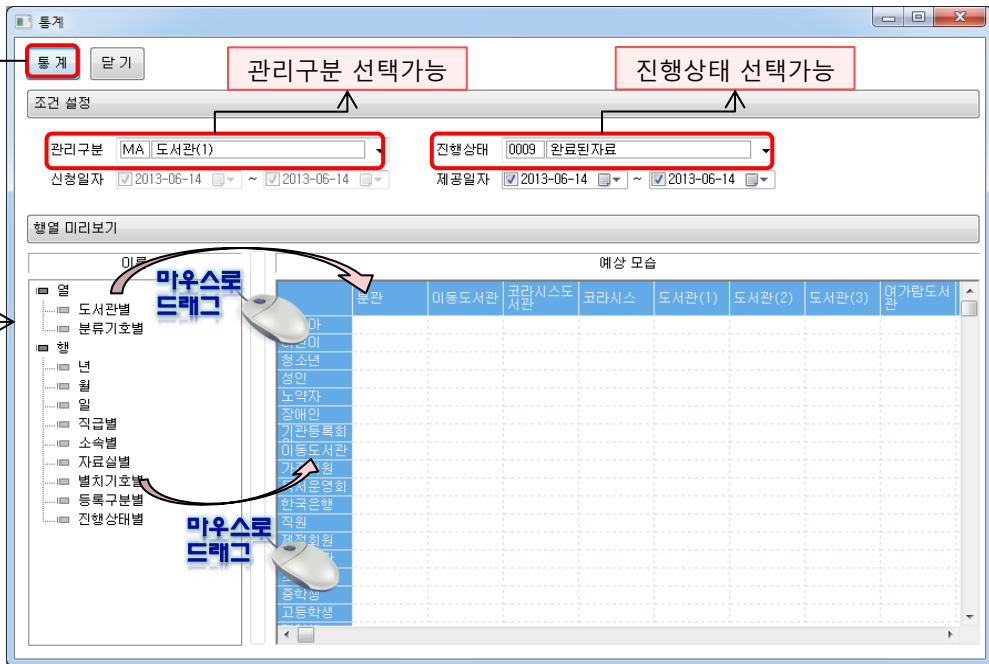 통계
통 계 닫 기
관리구분 선택가능 진행상태 선택가능
조건 설정
관리구분 MA 도서관(1) 진행상태 0009 완료된자료
신청일자 2013-06-14 ~ 2013-06-14 제공일자 2013-06-14 ~ 2013-06-14
행열 미리보기
예상 모습
열
도서관별
분류기호별
행
년
월
일
직급별
소속별
자료실별
별치기호별
등록구분별
진행상태별
마우스로
드래그
마우스로
드래그
분관 이동도서관 코라시스도서관 코라시스 도서관(1) 도서관(2) 도서관(3) 여가람도서관
청소년
성인
노약자
장애인
기관등록회
이동도서관
한국은행
직원
중학생
고등학생